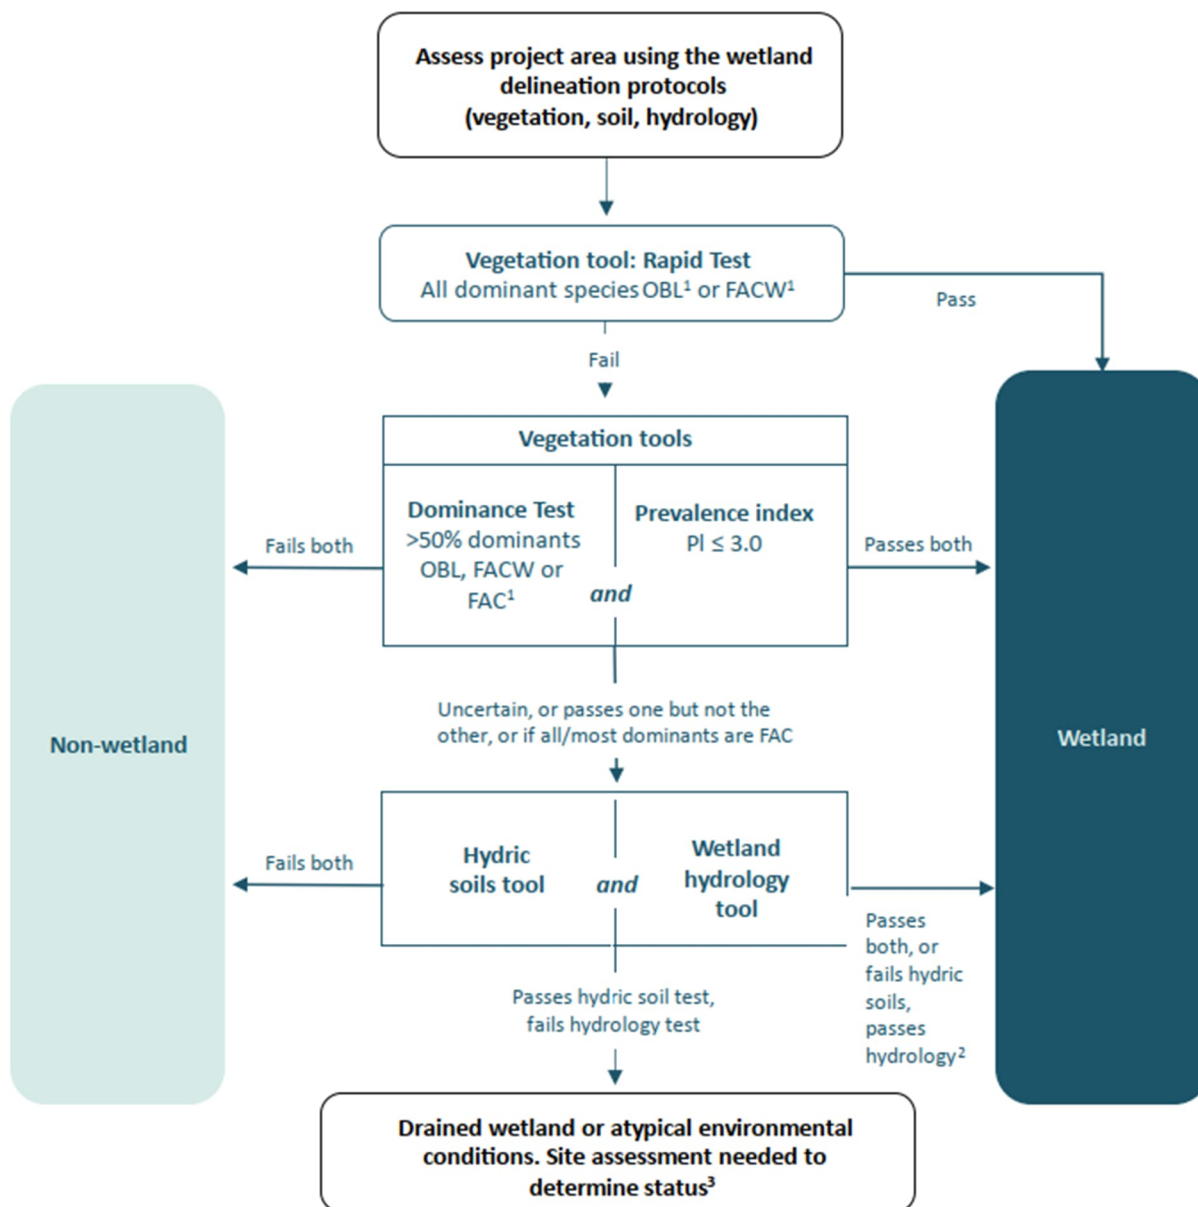 Assess project area using the wetland
delineation protocols
(vegetation, soil, hydrology)
Vegetation tool: Rapid Test
All dominant species OBL¹ or FACW¹
Pass
Fail
Vegetation tools
Dominance Test
>50% dominants
OBL, FACW or
FAC¹
and
Prevalence index
PI ≤ 3.0
Fails both
Passes both
Uncertain, or passes one but not the
other, or if all/most dominants are FAC
Non-wetland
Wetland
Fails both
Hydric
soils tool
and
Wetland
hydrology
tool
Passes
both, or
fails hydric
soils,
passes
hydrology²
Passes hydric soil test,
fails hydrology test
Drained wetland or atypical environmental
conditions. Site assessment needed to
determine status³